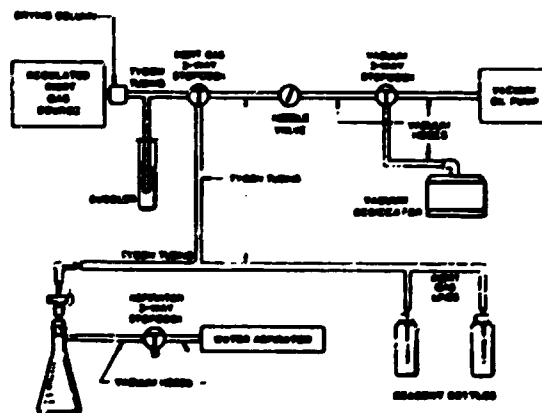 DRYING COLUMN
TYGON
TUBING
INERT GAS
3-WAY
STOPCOCK
VACUUM
3-WAY
STOPCOCK
REGULATED
INERT
GAS
SOURCE
VACUUM
OIL PUMP
NEEDLE
VALVE
VACUUM
HOSES
BUBBLER
TYGON TUBING
VACUUM
DESICCATOR
TYGON TUBING
INERT
GAS
LINES
ASPIRATOR
3-WAY
STOPCOCK
WATER ASPIRATOR
VACUUM HOSES
REAGENT BOTTLES